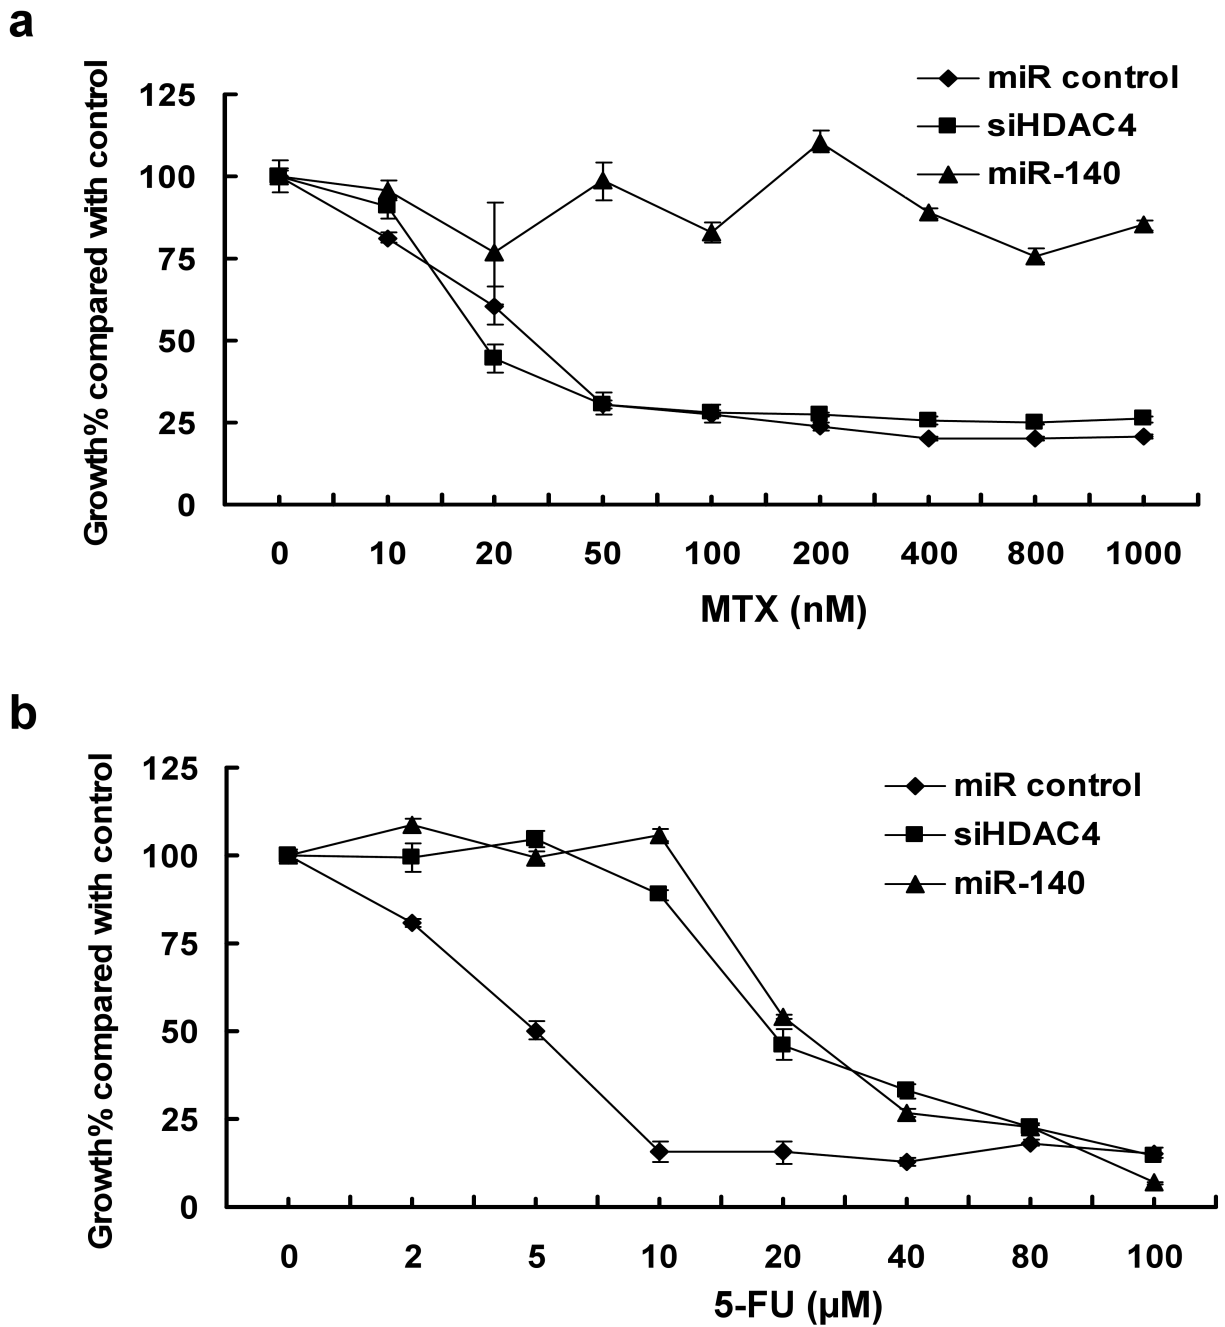 a
Growth% compared with control
125
100
75
50
25
0
miR control
siHDAC4
miR-140
0 10 20 50 100 200 400 800 1000
MTX (nM)
b
Growth% compared with control
125
100
75
50
25
0
miR control
siHDAC4
miR-140
0 2 5 10 20 40 80 100
5-FU (µM)